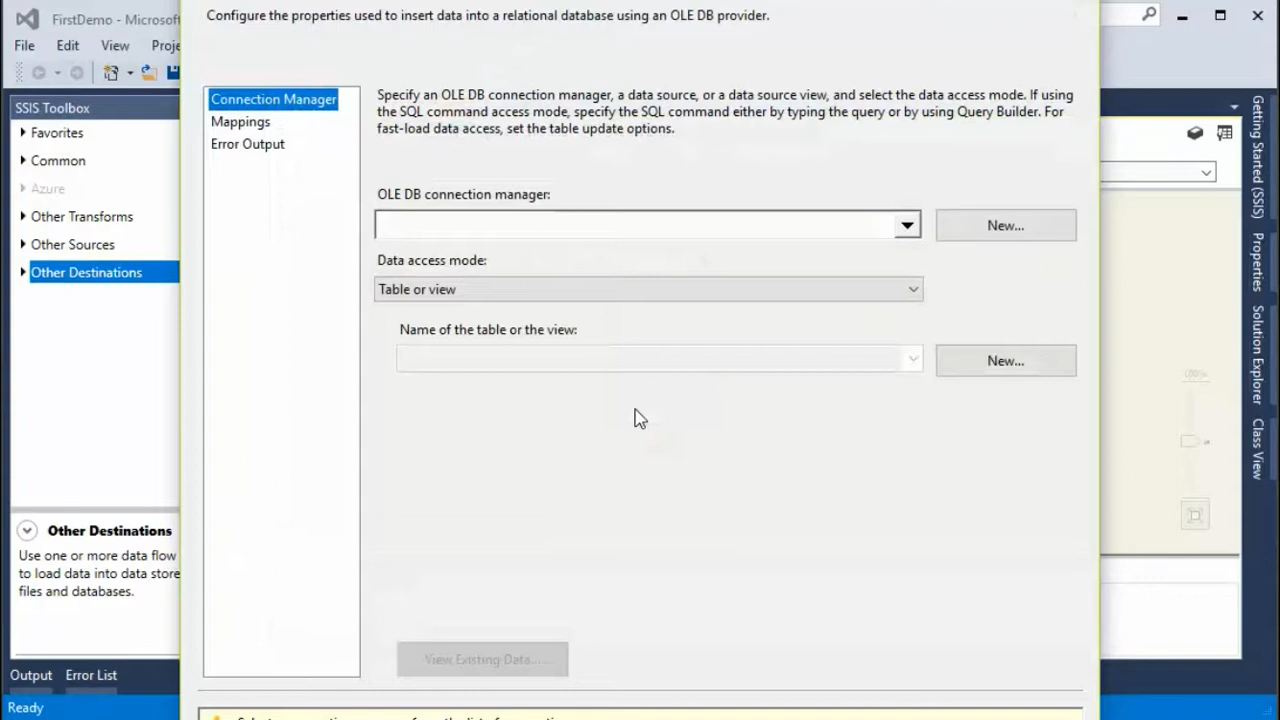 FirstDemo - Microsoft
Configure the properties used to insert data into a relational database using an OLE DB provider.
File Edit View Proje
SSIS Toolbox
Favorites
Common
Azure
Other Transforms
Other Sources
Other Destinations
Connection Manager
Mappings
Error Output
Specify an OLE DB connection manager, a data source, or a data source view, and select the data access mode. If using
the SQL command access mode, specify the SQL command either by typing the query or by using Query Builder. For
fast-load data access, set the table update options.
OLE DB connection manager:
New...
Data access mode:
Table or view
Name of the table or the view:
New...
View Existing Data...
Other Destinations
Use one or more data flow
to load data into data store
files and databases.
Output Error List
Ready
Getting Started (SSIS)
Properties
Solution Explorer
Class View
100%